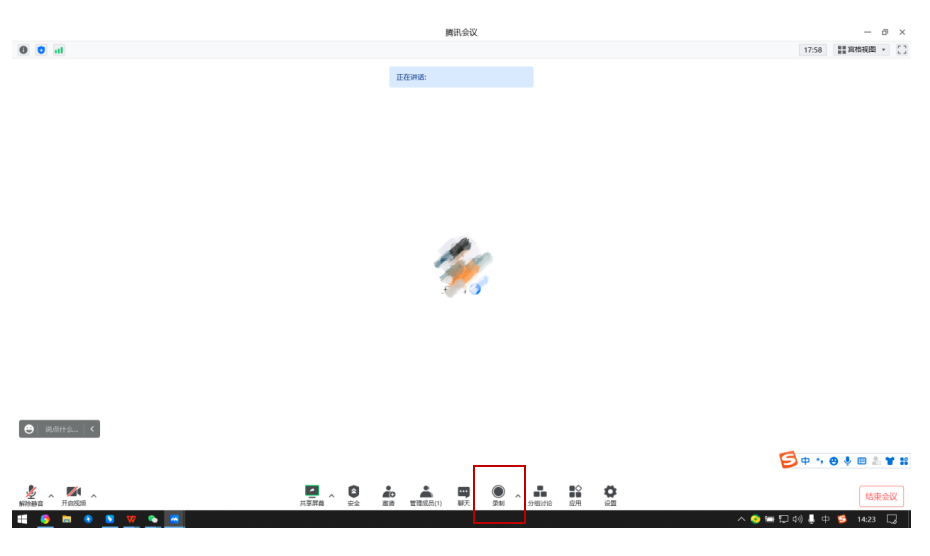 腾讯会议
17:58 宫格视图
正在讲话:
说点什么...
中
解除静音 开启视频 共享屏幕 安全 邀请 管理成员(1) 聊天 录制 分组讨论 应用 设置 结束会议
中 14:23